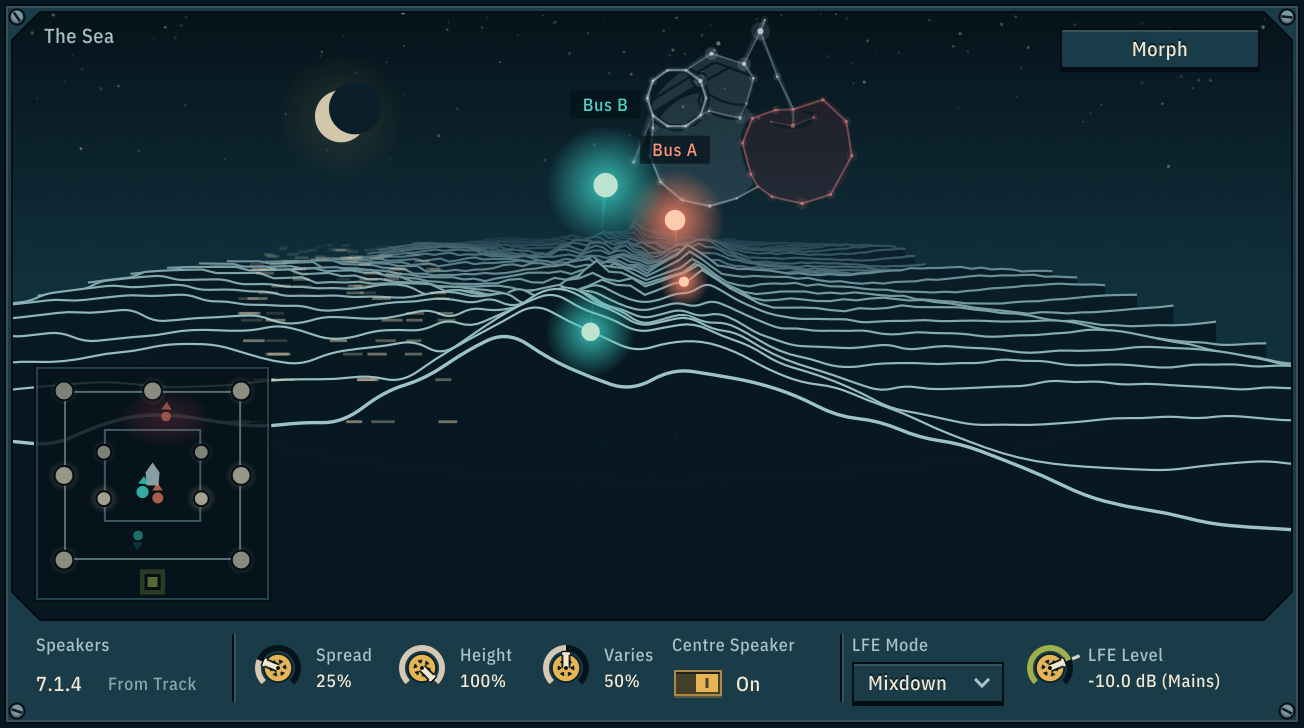 The Sea
Morph
Bus B
Bus A
Speakers
7.1.4 From Track
Spread
25%
Height
100%
Varies
50%
Centre Speaker
On
LFE Mode
Mixdown
LFE Level
-10.0 dB (Mains)